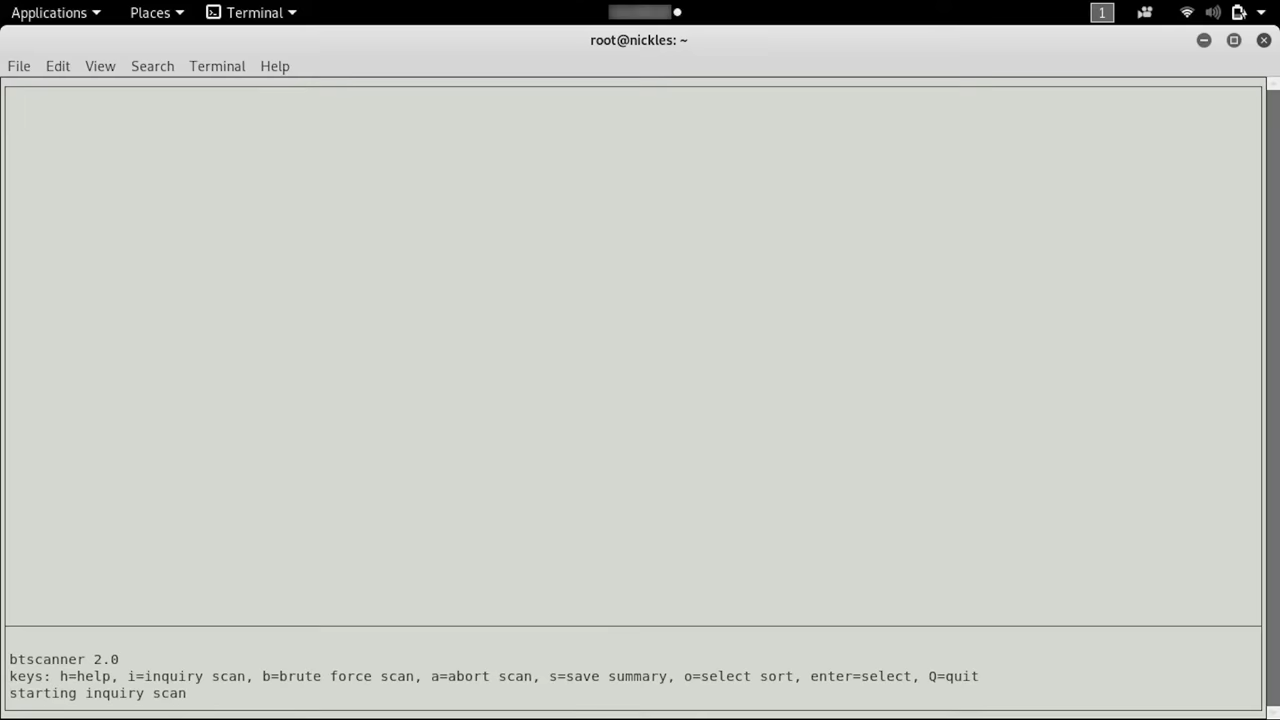 Applications Places Terminal 1
root@nickles: ~
File Edit View Search Terminal Help
btscanner 2.0
keys: h=help, i=inquiry scan, b=brute force scan, a=abort scan, s=save summary, o=select sort, enter=select, Q=quit
starting inquiry scan